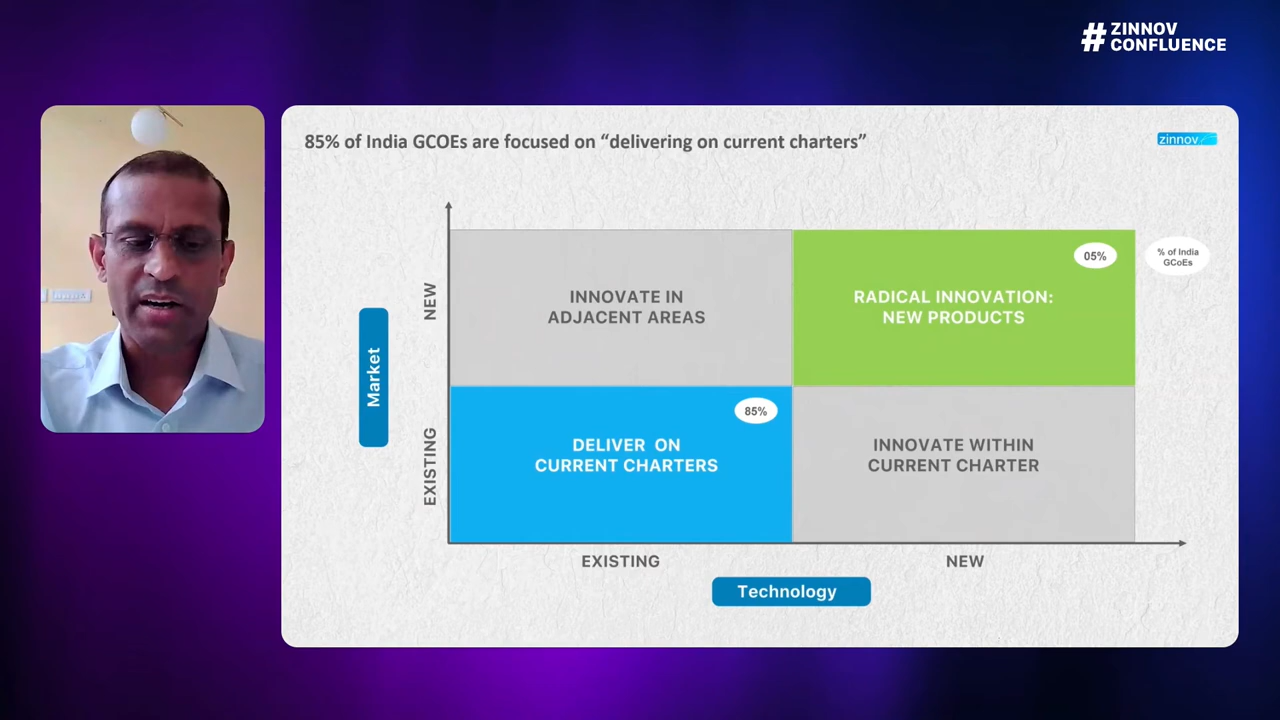 # ZINNOV
CONFLUENCE
85% of India GCOEs are focused on “delivering on current charters”
zinnov
Market
NEW
EXISTING
INNOVATE IN
ADJACENT AREAS
05%
RADICAL INNOVATION:
NEW PRODUCTS
% of India
GCoEs
85%
DELIVER ON
CURRENT CHARTERS
INNOVATE WITHIN
CURRENT CHARTER
EXISTING
NEW
Technology